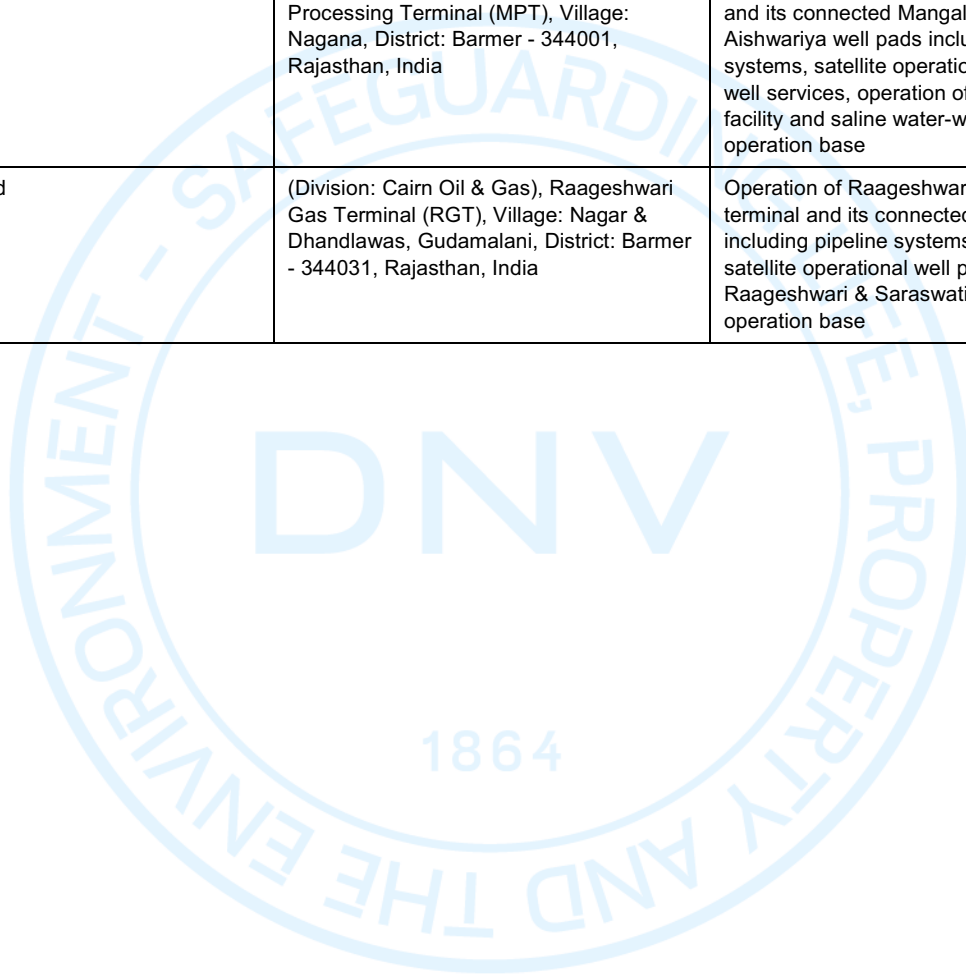 Processing Terminal (MPT), Village:
Nagana, District: Barmer - 344001,
Rajasthan, India
and its connected Mangal
Aishwariya well pads inclu
systems, satellite operatio
well services, operation of
facility and saline water-w
operation base
d
(Division: Cairn Oil & Gas), Raageshwari
Gas Terminal (RGT), Village: Nagar &
Dhandlawas, Gudamalani, District: Barmer
- 344031, Rajasthan, India
Operation of Raageshwar
terminal and its connected
including pipeline systems
satellite operational well p
Raageshwari & Saraswati
operation base
SAFEGUARDING LIFE, PROPERTY AND THE ENVIRONMENT -
DNV
1864